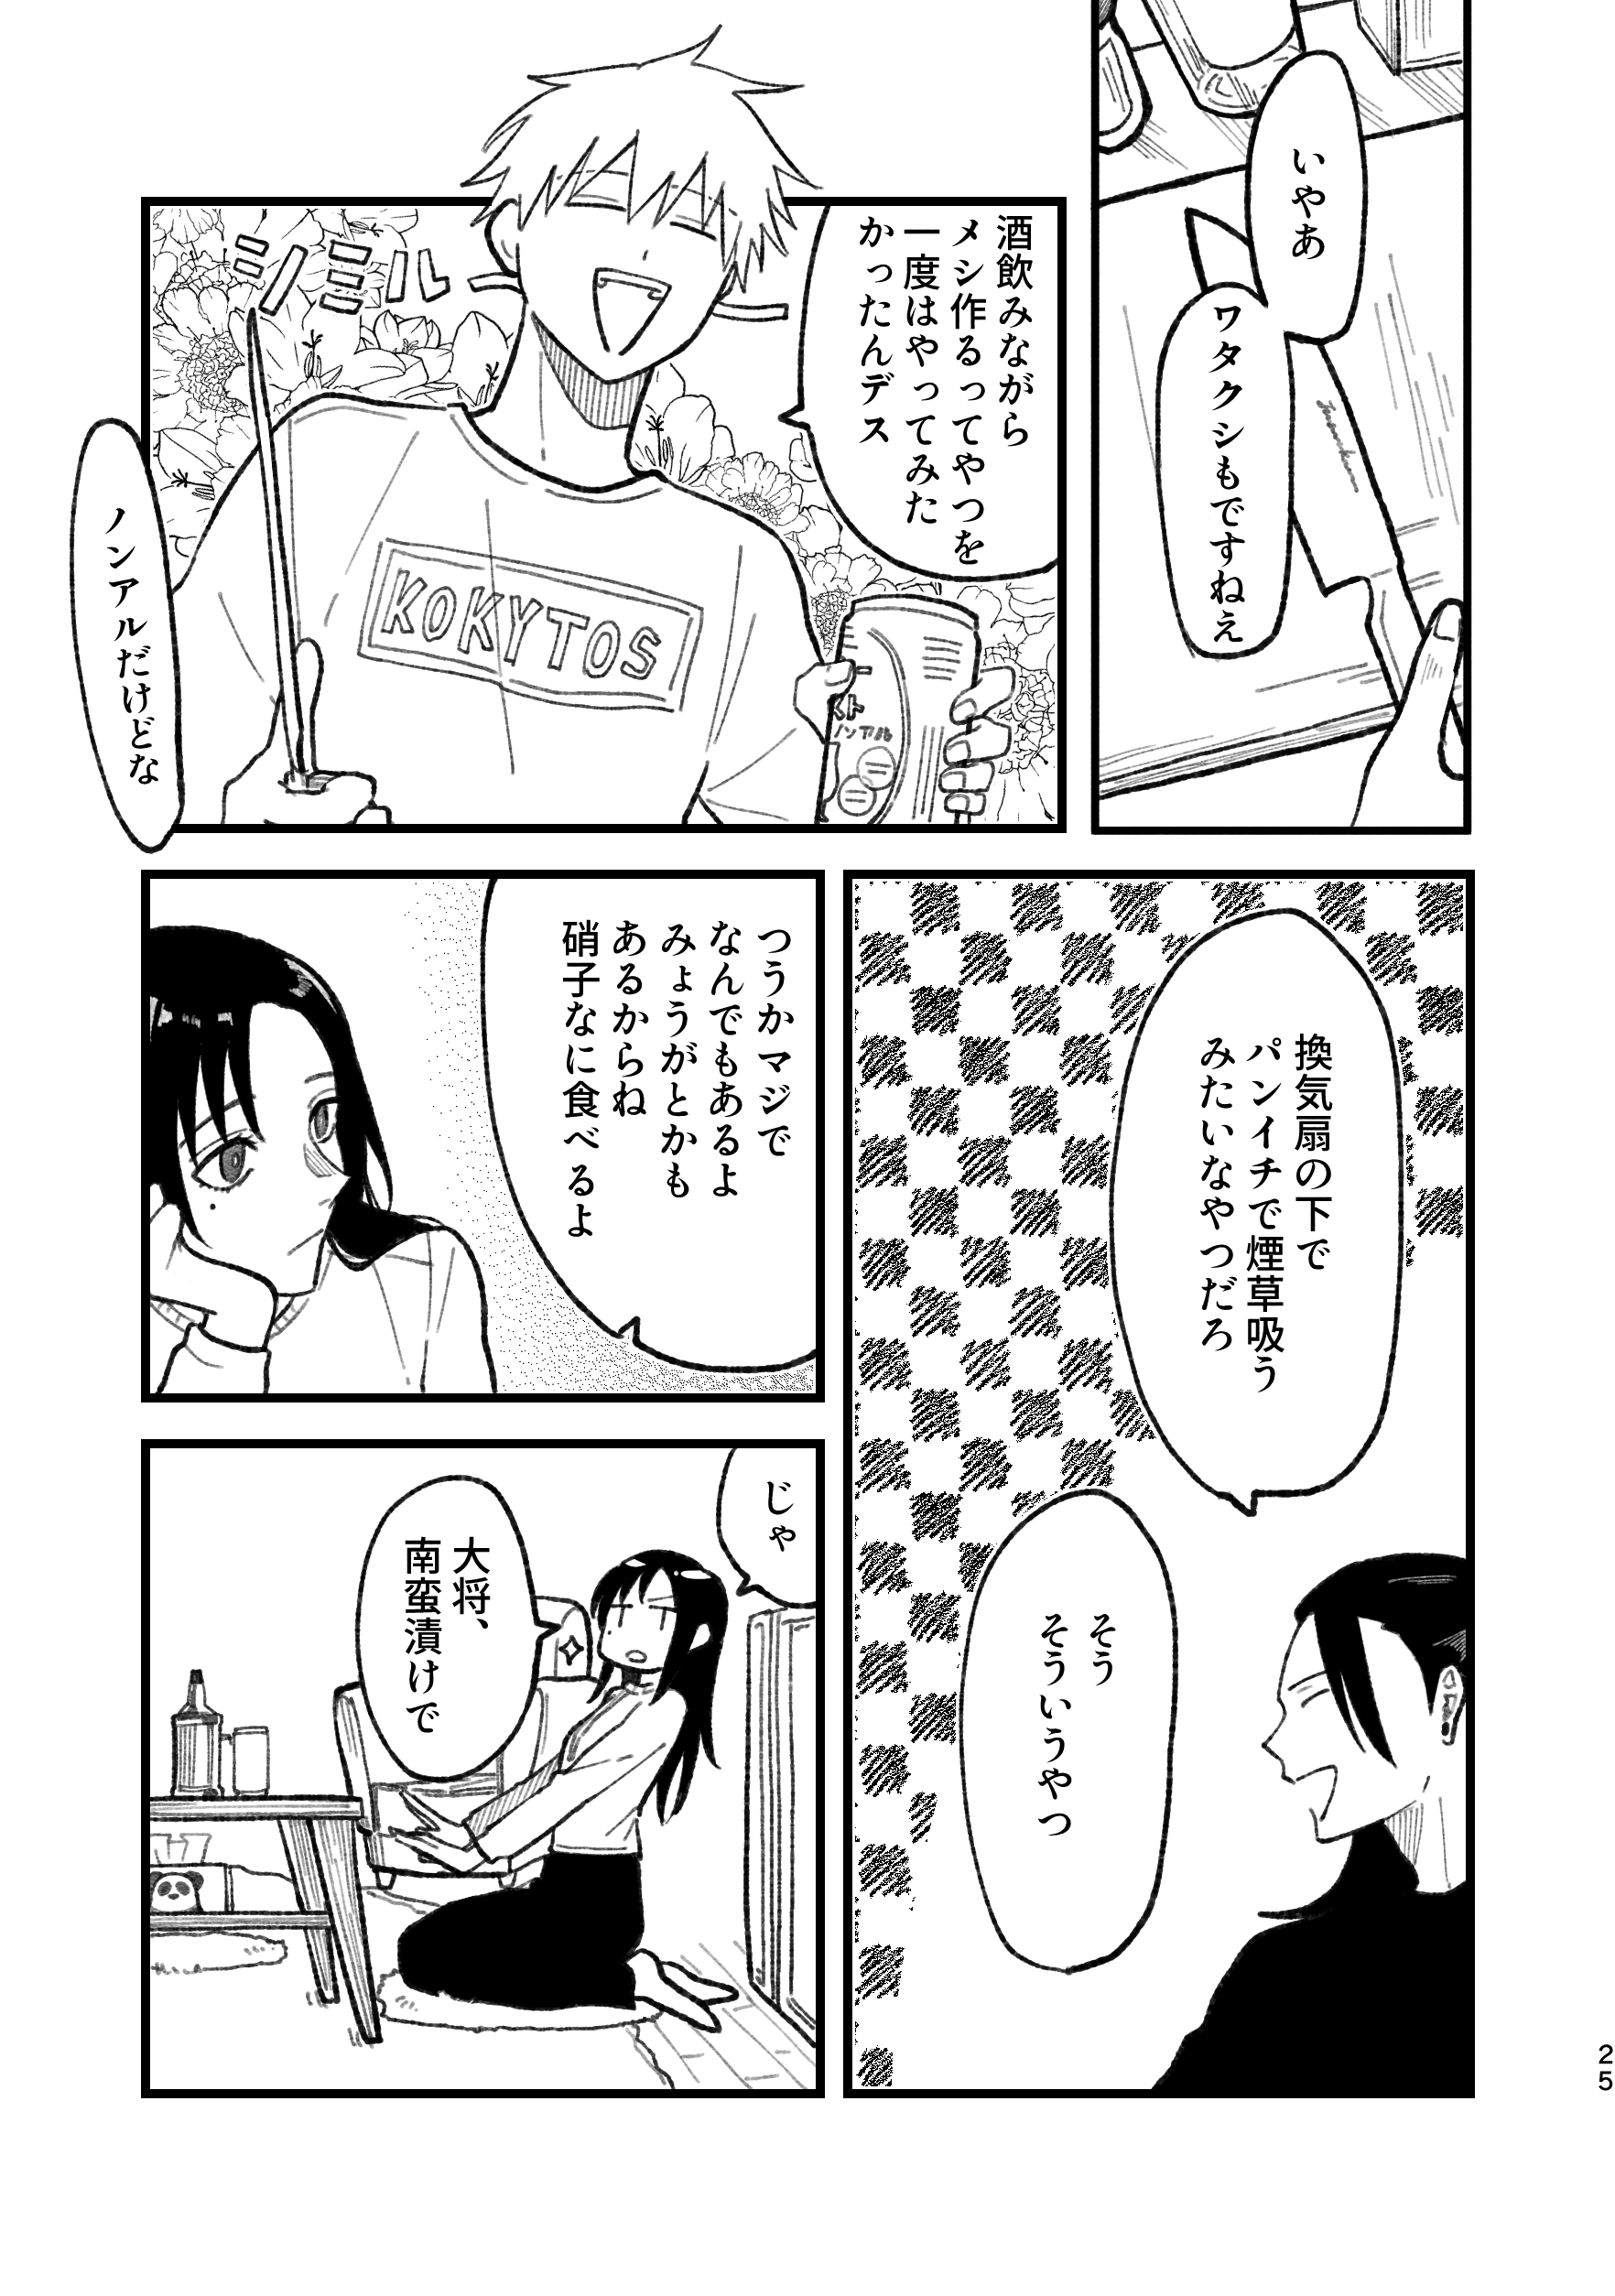 いやあ
ワタクシもですねえ
酒飲みながら
メシ作るってやつを
一度はやってみた
かったんデス
シミルー
KOKYTOS
ノンアル
ノンアルだけどな
換気扇の下で
パンイチで煙草吸う
みたいなやつだろ
そう
そういうやつ
つうかマジで
なんでもあるよ
みょうがとかも
あるからね
硝子なに食べるよ
じゃ
大将、
南蛮漬けで
25